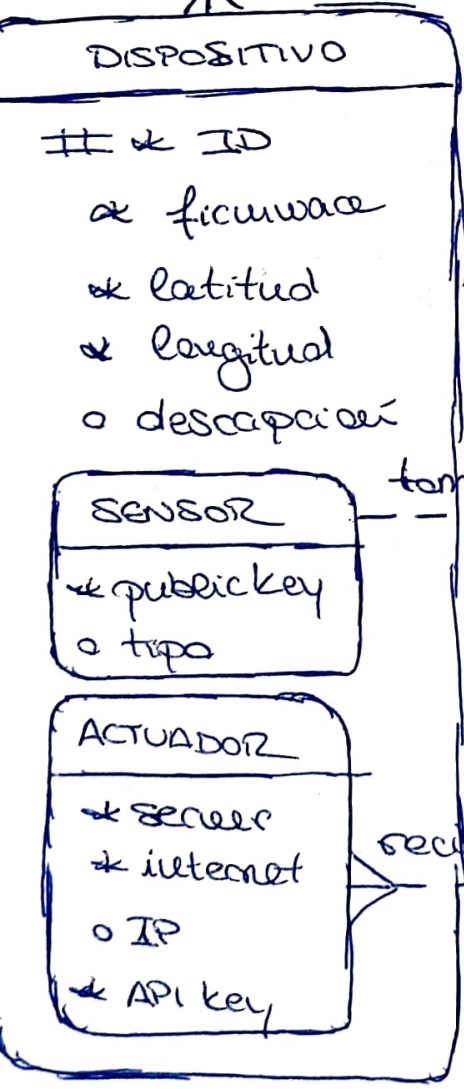 DISPOSITIVO
# * ID
* firmware
* latitud
* longitud
o descripción
SENSOR
* publickey
o tipo
ACTUADOR
* server
* internet
o IP
* API key